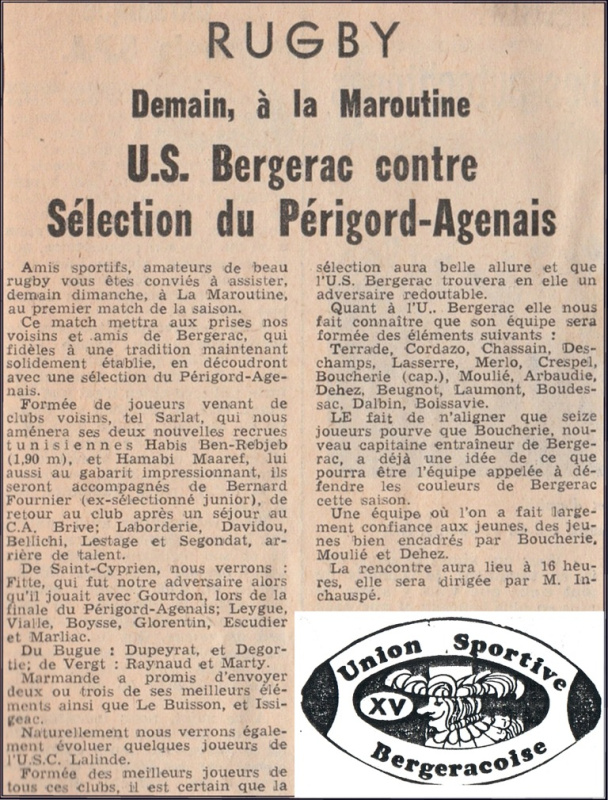 RUGBY
Demain, à la Maroutine
U.S. Bergerac contre
Sélection du Périgord-Agenais
Amis sportifs, amateurs de beau
rugby vous êtes conviés à assister,
demain dimanche, à La Maroutine,
au premier match de la saison.
Ce match mettra aux prises nos
voisins et amis de Bergerac, qui
fidèles à une tradition maintenant
solidement établie, en découdront
avec une sélection du Périgord-Age-
nais.
Formée de joueurs venant de
clubs voisins, tel Sarlat, qui nous
amènera ses deux nouvelles recrues
tunisiennes Habis Ben-Rebjeb
(1,90 m), et Hamabi Maaref, lui
aussi au gabarit impressionnant, ils
seront accompagnés de Bernard
Fournier (ex-sélectionné junior), de
retour au club après un séjour au
C.A. Brive; Laborderie, Davidou,
Bellichi, Lestage et Segondat, ar-
rière de talent.
De Saint-Cyprien, nous verrons :
Fitte, qui fut notre adversaire alors
qu'il jouait avec Gourdon, lors de la
finale du Périgord-Agenais; Leygue,
Vialle, Boysse, Glorentin, Escudier
et Marliac.
Du Bugue : Dupeyrat, et Degor-
tie; de Vergt : Raynaud et Marty.
Marmande a promis d'envoyer
deux ou trois de ses meilleurs élé-
ments ainsi que Le Buisson, et Issi-
geac.
Naturellement nous verrons égale-
ment évoluer quelques joueurs de
l'U.S.C. Lalinde.
Formée des meilleurs joueurs de
tous ces clubs, il est certain que la
sélection aura belle allure et que
l'U.S. Bergerac trouvera en elle un
adversaire redoutable.
Quant à l'U.. Bergerac elle nous
fait connaître que son équipe sera
formée des éléments suivants :
Terrade, Cordazo, Chassain, Des-
champs, Lasserre, Merlo, Crespel,
Boucherie (cap.), Moulié, Arbaudie,
Dehez, Beugnot, Laumont, Boudes-
sac, Dalbin, Boissavie.
LE fait de n'aligner que seize
joueurs pourve que Boucherie, nou-
veau capitaine entraîneur de Berge-
rac, a déjà une idée de ce que
pourra être l'équipe appelée à dé-
fendre les couleurs de Bergerac
cette saison.
Une équipe où l'on a fait large-
ment confiance aux jeunes, des jeu-
nes bien encadrés par Boucherie,
Moulié et Dehez.
La rencontre aura lieu à 16 heu-
res, elle sera dirigée par M. In-
chauspé.
Union Sportive
XV
Bergeracoise